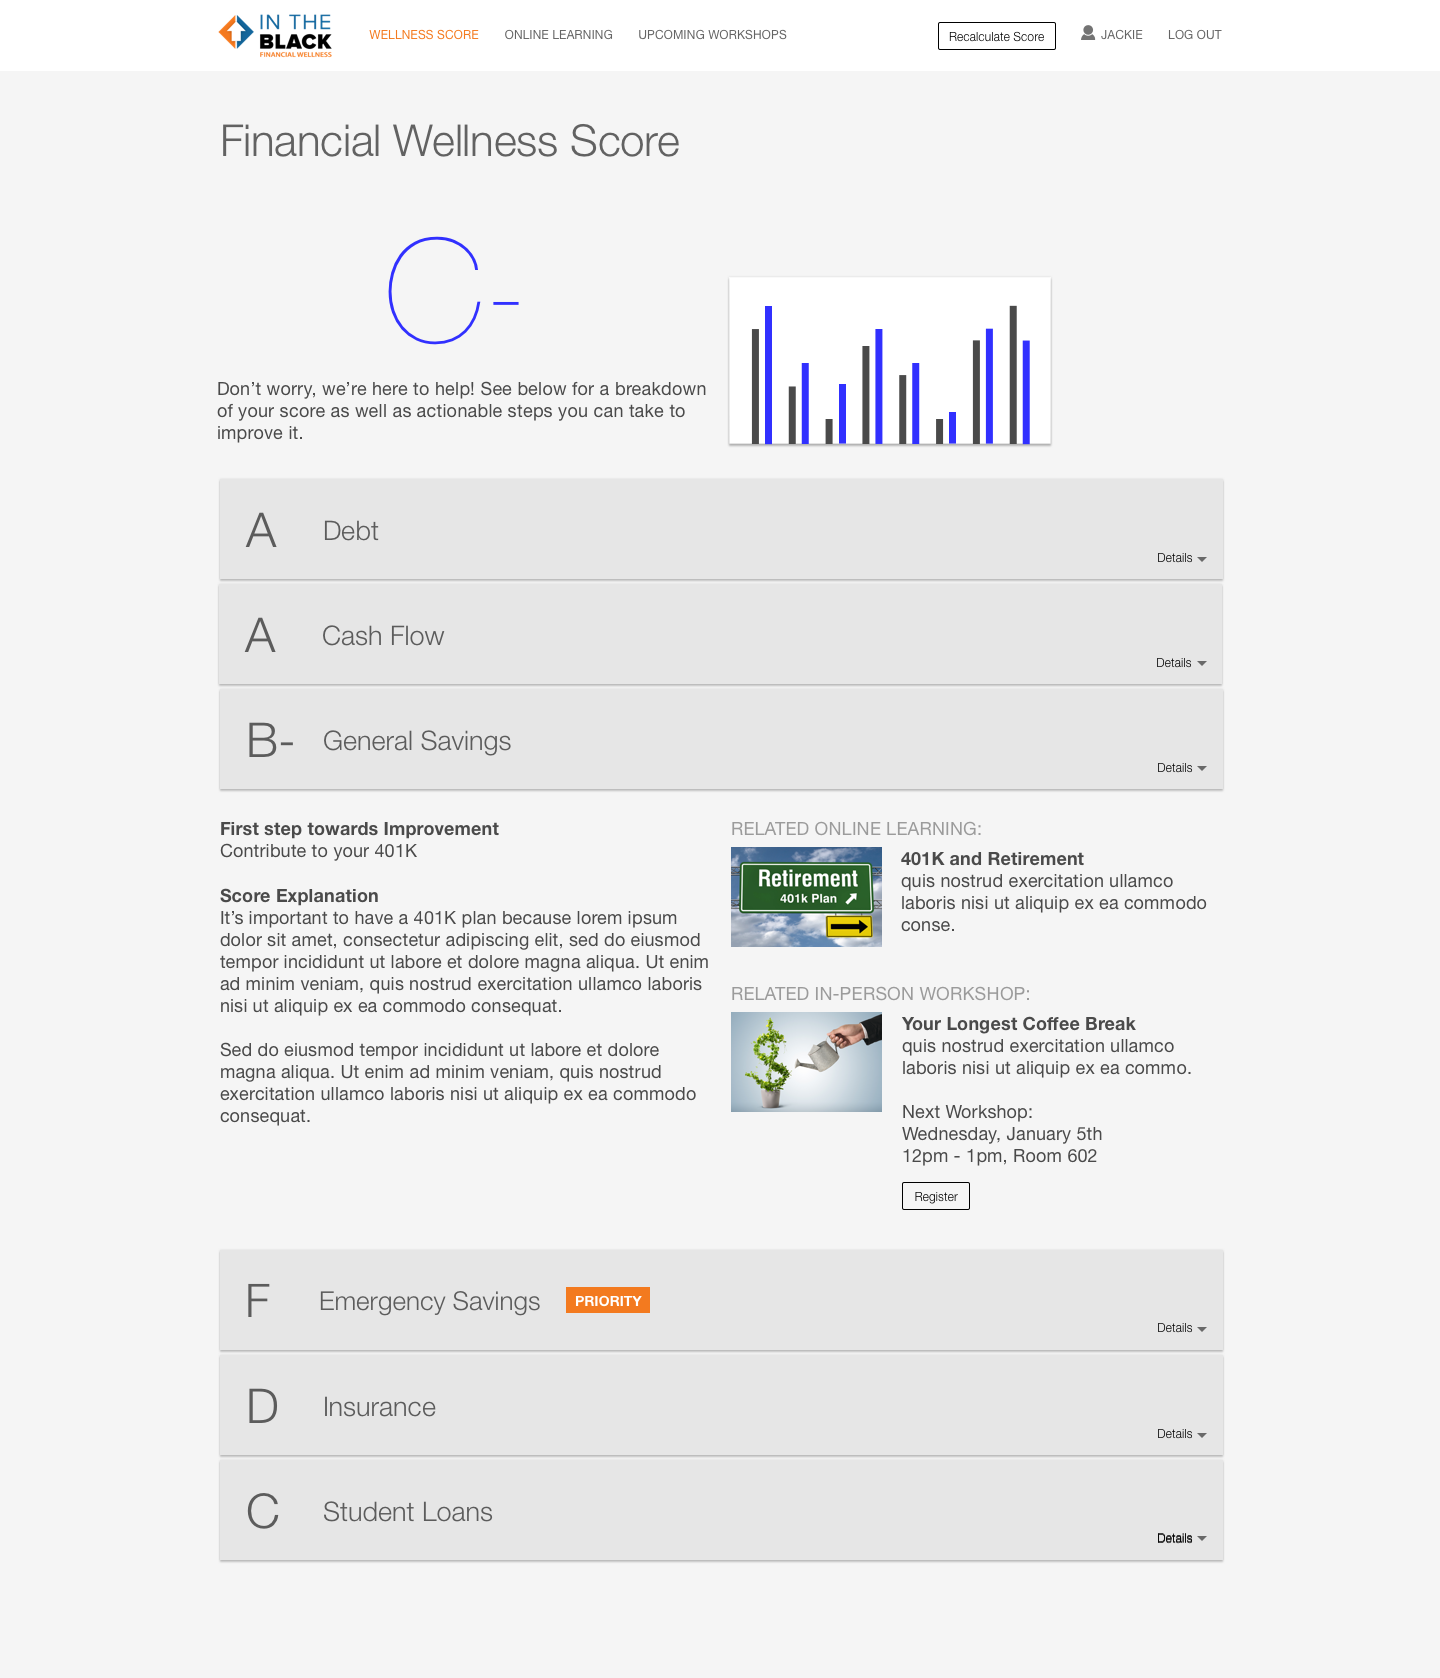 IN THE
BLACK
FINANCIAL WELLNESS
WELLNESS SCORE
ONLINE LEARNING
UPCOMING WORKSHOPS
Recalculate Score
JACKIE
LOG OUT
Financial Wellness Score
C-
Don’t worry, we’re here to help! See below for a breakdown
of your score as well as actionable steps you can take to
improve it.
A Debt
Details
A Cash Flow
Details
B- General Savings
Details
First step towards Improvement
Contribute to your 401K
Score Explanation
It’s important to have a 401K plan because lorem ipsum
dolor sit amet, consectetur adipiscing elit, sed do eiusmod
tempor incididunt ut labore et dolore magna aliqua. Ut enim
ad minim veniam, quis nostrud exercitation ullamco laboris
nisi ut aliquip ex ea commodo consequat.
Sed do eiusmod tempor incididunt ut labore et dolore
magna aliqua. Ut enim ad minim veniam, quis nostrud
exercitation ullamco laboris nisi ut aliquip ex ea commodo
consequat.
RELATED ONLINE LEARNING:
Retirement
401k Plan
401K and Retirement
quis nostrud exercitation ullamco
laboris nisi ut aliquip ex ea commodo
conse.
RELATED IN-PERSON WORKSHOP:
Your Longest Coffee Break
quis nostrud exercitation ullamco
laboris nisi ut aliquip ex ea commo.
Next Workshop:
Wednesday, January 5th
12pm - 1pm, Room 602
Register
F Emergency Savings PRIORITY
Details
D Insurance
Details
C Student Loans
Details